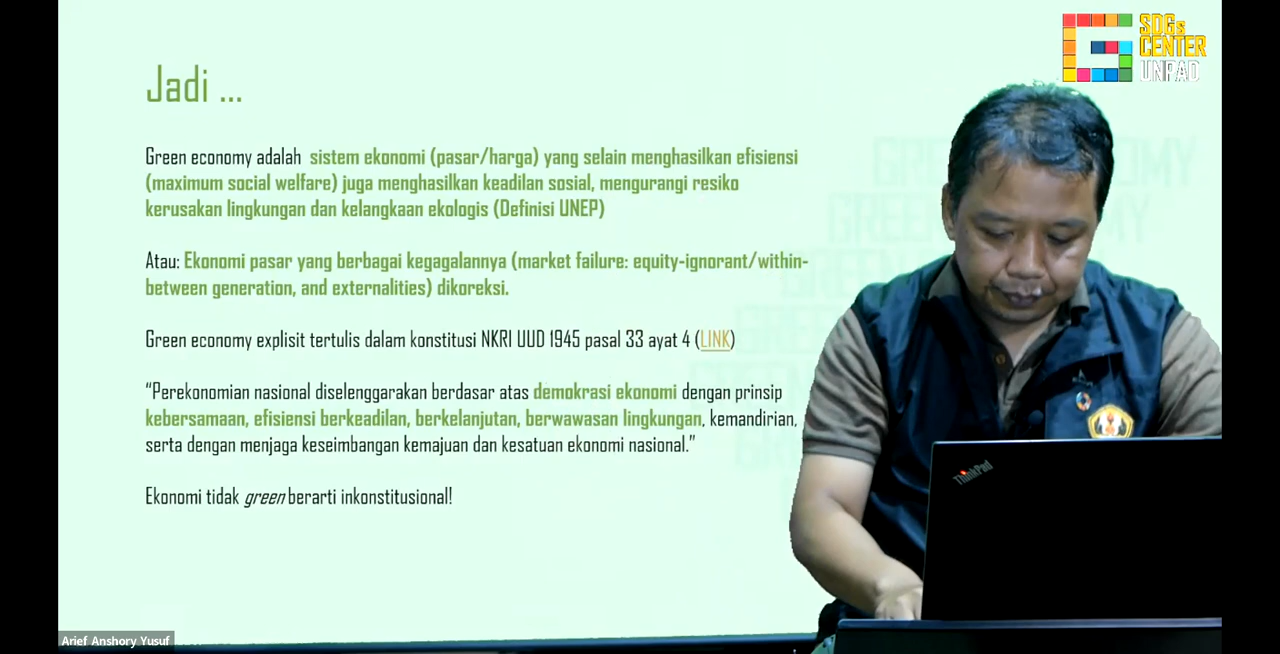 SDGs
CENTER
UNPAD
Jadi ...
Green economy adalah sistem ekonomi (pasar/harga) yang selain menghasilkan efisiensi
(maximum social welfare) juga menghasilkan keadilan sosial, mengurangi resiko
kerusakan lingkungan dan kelangkaan ekologis (Definisi UNEP)
Atau: Ekonomi pasar yang berbagai kegagalannya (market failure: equity-ignorant/within-
between generation, and externalities) dikoreksi.
Green economy explisit tertulis dalam konstitusi NKRI UUD 1945 pasal 33 ayat 4 (LINK)
“Perekonomian nasional diselenggarakan berdasar atas demokrasi ekonomi dengan prinsip
kebersamaan, efisiensi berkeadilan, berkelanjutan, berwawasan lingkungan, kemandirian,
serta dengan menjaga keseimbangan kemajuan dan kesatuan ekonomi nasional.”
Ekonomi tidak green berarti inkonstitusional!
ThinkPad
Arief Anshory Yusuf